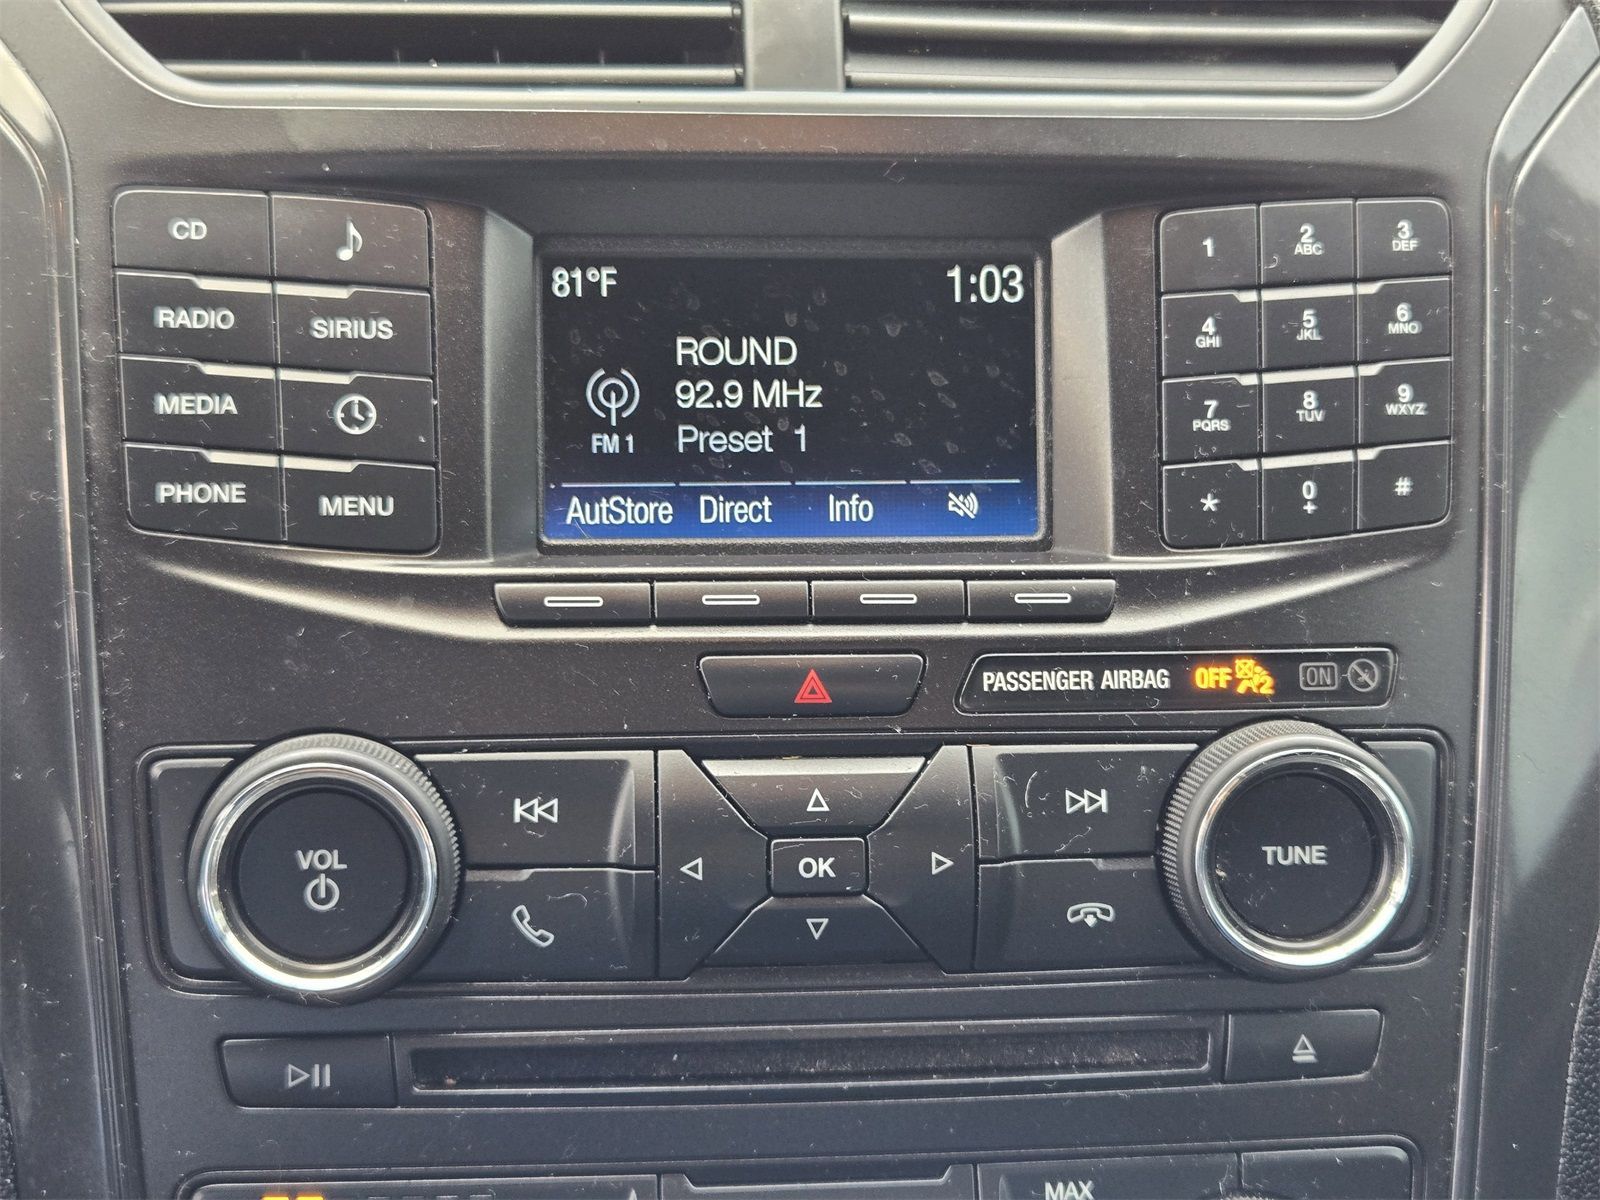 CD
RADIO
SIRIUS
MEDIA
PHONE
MENU
81°F
1:03
ROUND
92.9 MHz
FM 1
Preset 1
AutoStore
Direct
Info
1
2
ABC
3
DEF
4
GHI
5
JKL
6
MNO
7
PQRS
8
TUV
9
WXYZ
*
0
+
#
PASSENGER AIRBAG
OFF
2
ON
VOL
OK
TUNE
MAX